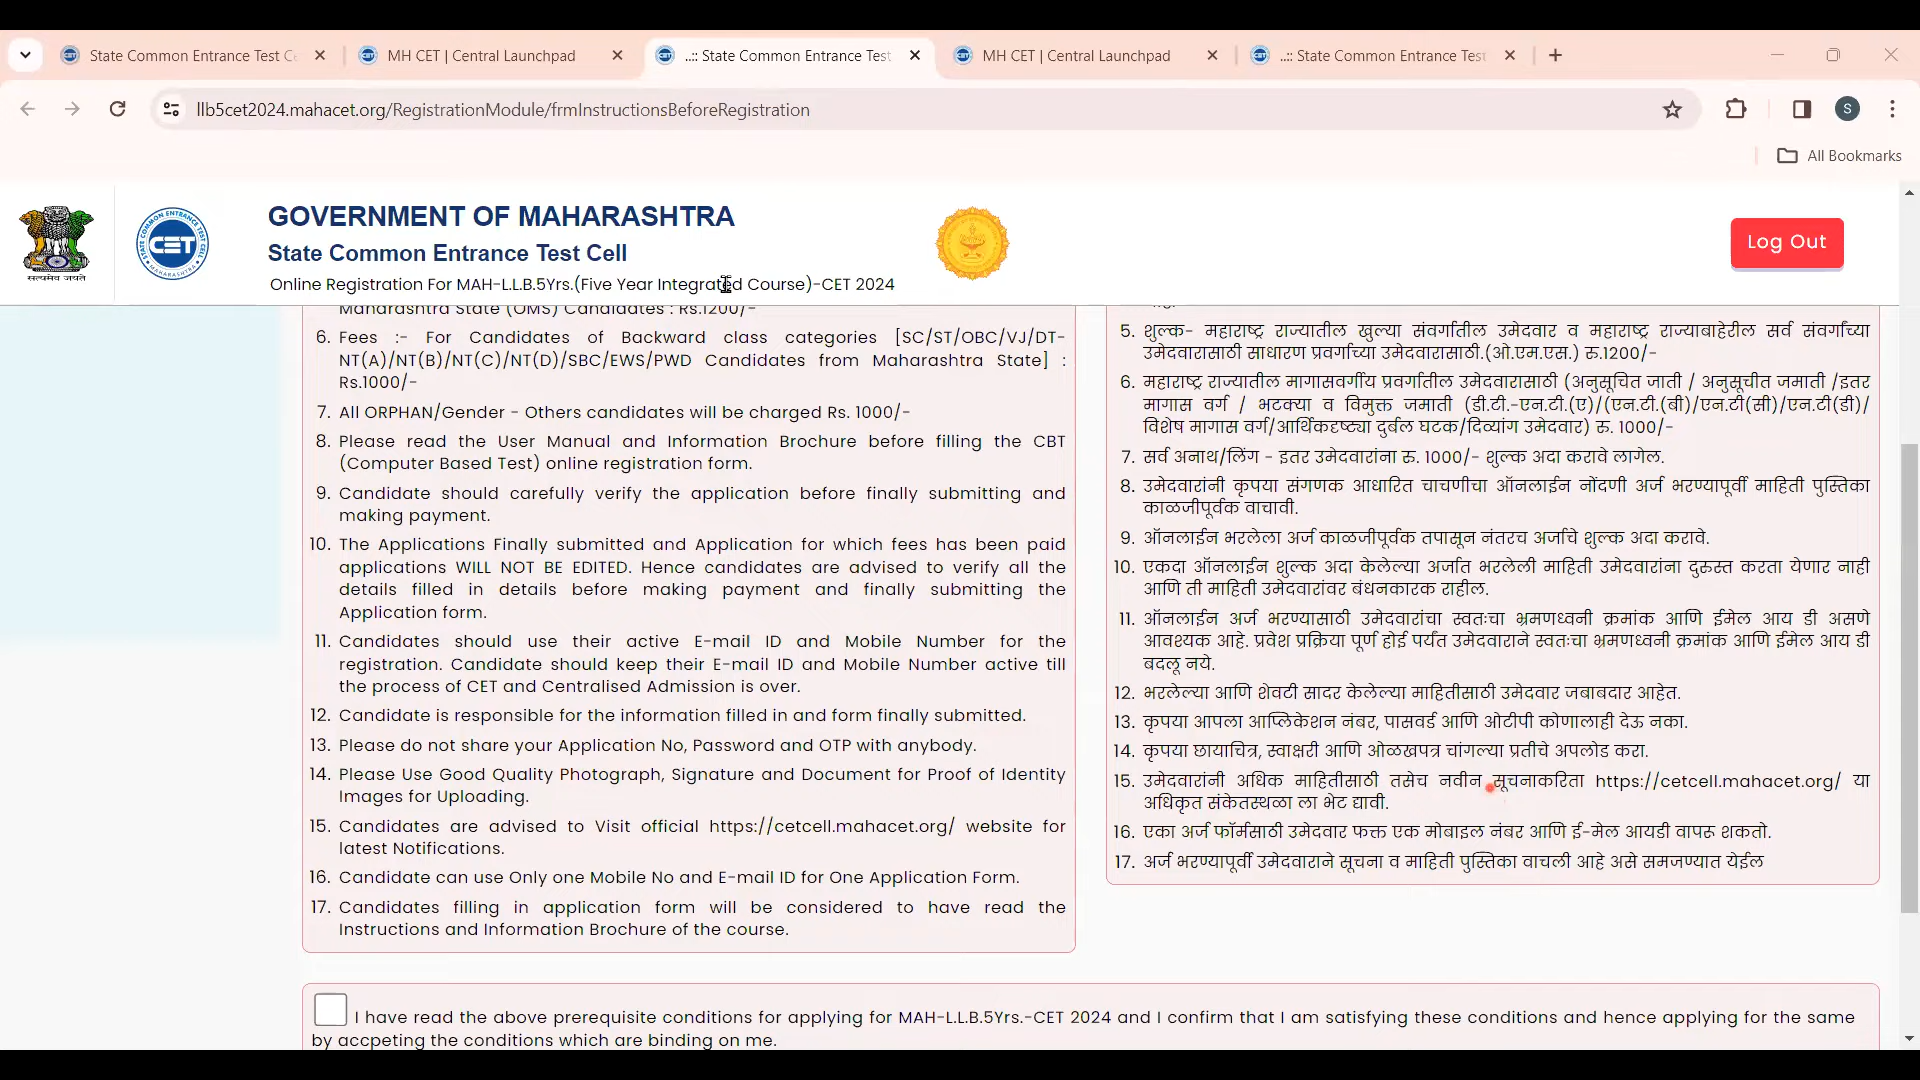 State Common Entrance Test Ce
MH CET | Central Launchpad
..:: State Common Entrance Test
MH CET | Central Launchpad
..:: State Common Entrance Test
llb5cet2024.mahacet.org/RegistrationModule/frmInstructionsBeforeRegistration
S
All Bookmarks
सत्यमेव जयते
STATE COMMON ENTRANCE TEST CELL
CET
MAHARASHTRA
GOVERNMENT OF MAHARASHTRA
State Common Entrance Test Cell
Online Registration For MAH-L.L.B.5Yrs.(Five Year Integrated Course)-CET 2024
Log Out
Maharashtra State (OMS) Candidates : Rs.1200/-
6. Fees :- For Candidates of Backward class categories [SC/ST/OBC/VJ/DT-
NT(A)/NT(B)/NT(C)/NT(D)/SBC/EWS/PWD Candidates from Maharashtra State] :
Rs.1000/-
7. All ORPHAN/Gender - Others candidates will be charged Rs. 1000/-
8. Please read the User Manual and Information Brochure before filling the CBT
(Computer Based Test) online registration form.
9. Candidate should carefully verify the application before finally submitting and
making payment.
10. The Applications Finally submitted and Application for which fees has been paid
applications WILL NOT BE EDITED. Hence candidates are advised to verify all the
details filled in details before making payment and finally submitting the
Application form.
11. Candidates should use their active E-mail ID and Mobile Number for the
registration. Candidate should keep their E-mail ID and Mobile Number active till
the process of CET and Centralised Admission is over.
12. Candidate is responsible for the information filled in and form finally submitted.
13. Please do not share your Application No, Password and OTP with anybody.
14. Please Use Good Quality Photograph, Signature and Document for Proof of Identity
Images for Uploading.
15. Candidates are advised to Visit official https://cetcell.mahacet.org/ website for
latest Notifications.
16. Candidate can use Only one Mobile No and E-mail ID for One Application Form.
17. Candidates filling in application form will be considered to have read the
Instructions and Information Brochure of the course.
5. शुल्क- महाराष्ट्र राज्यातील खुल्या संवर्गातील उमेदवार व महाराष्ट्र राज्याबाहेरील सर्व संवर्गांच्या
उमेदवारासाठी साधारण प्रवर्गाच्या उमेदवारासाठी.(ओ.एम.एस.) रु.1200/-
6. महाराष्ट्र राज्यातील मागासवर्गीय प्रवर्गातील उमेदवारासाठी (अनुसूचित जाती / अनुसूचीत जमाती /इतर
मागास वर्ग / भटक्या व विमुक्त जमाती (डी.टी.-एन.टी.(ए)/(एन.टी.(बी)/एन.टी(सी)/एन.टी(डी)/
विशेष मागास वर्ग/आर्थिकदृष्ट्या दुर्बल घटक/दिव्यांग उमेदवार) रु. 1000/-
7. सर्व अनाथ/लिंग - इतर उमेदवारांना रु. 1000/- शुल्क अदा करावे लागेल.
8. उमेदवारांनी कृपया संगणक आधारित चाचणीचा ऑनलाईन नोंदणी अर्ज भरण्यापूर्वी माहिती पुस्तिका
काळजीपूर्वक वाचावी.
9. ऑनलाईन भरलेला अर्ज काळजीपूर्वक तपासून नंतरच अर्जाचे शुल्क अदा करावे.
10. एकदा ऑनलाईन शुल्क अदा केलेल्या अर्जात भरलेली माहिती उमेदवारांना दुरुस्त करता येणार नाही
आणि ती माहिती उमेदवारांवर बंधनकारक राहील.
11. ऑनलाईन अर्ज भरण्यासाठी उमेदवारांचा स्वतःचा भ्रमणध्वनी क्रमांक आणि ईमेल आय डी असणे
आवश्यक आहे. प्रवेश प्रक्रिया पूर्ण होई पर्यंत उमेदवाराने स्वतःचा भ्रमणध्वनी क्रमांक आणि ईमेल आय डी
बदलू नये.
12. भरलेल्या आणि शेवटी सादर केलेल्या माहितीसाठी उमेदवार जबाबदार आहेत.
13. कृपया आपला आप्लिकेशन नंबर, पासवर्ड आणि ओटीपी कोणालाही देऊ नका.
14. कृपया छायाचित्र, स्वाक्षरी आणि ओळखपत्र चांगल्या प्रतीचे अपलोड करा.
15. उमेदवारांनी अधिक माहितीसाठी तसेच नवीन सूचनाकरिता https://cetcell.mahacet.org/ या
अधिकृत संकेतस्थळा ला भेट द्यावी.
16. एका अर्ज फॉर्मसाठी उमेदवार फक्त एक मोबाइल नंबर आणि ई-मेल आयडी वापरू शकतो.
17. अर्ज भरण्यापूर्वी उमेदवाराने सूचना व माहिती पुस्तिका वाचली आहे असे समजण्यात येईल
I have read the above prerequisite conditions for applying for MAH-L.L.B.5Yrs.-CET 2024 and I confirm that I am satisfying these conditions and hence applying for the same
by accpeting the conditions which are binding on me.